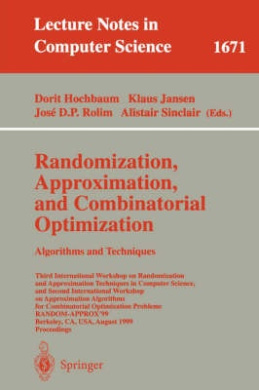 Lecture Notes in
Computer Science 1671
Dorit Hochbaum Klaus Jansen
José D.P. Rolim Alistair Sinclair (Eds.)
Randomization,
Approximation,
and Combinatorial
Optimization
Algorithms and Techniques
Third International Workshop on Randomization
and Approximation Techniques in Computer Science,
and Second International Workshop
on Approximation Algorithms
for Combinatorial Optimization Problems
RANDOM-APPROX'99
Berkeley, CA, USA, August 1999
Proceedings
Springer